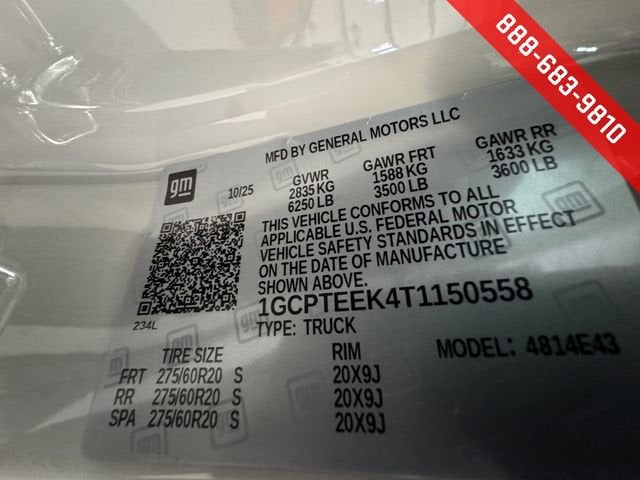 888-683-9810
MFD BY GENERAL MOTORS LLC
gm
10/25
GVWR GAWR FRT GAWR RR
2835 KG 1588 KG 1633 KG
6250 LB 3500 LB 3600 LB
THIS VEHICLE CONFORMS TO ALL
APPLICABLE U.S. FEDERAL MOTOR
VEHICLE SAFETY STANDARDS IN EFFECT
ON THE DATE OF MANUFACTURE
SHOWN ABOVE.
1GCPTEEK4T1150558
234L
TYPE: TRUCK
MODEL: 4814E43
TIRE SIZE RIM
FRT 275/60R20 S 20X9J
RR 275/60R20 S 20X9J
SPA 275/60R20 S 20X9J